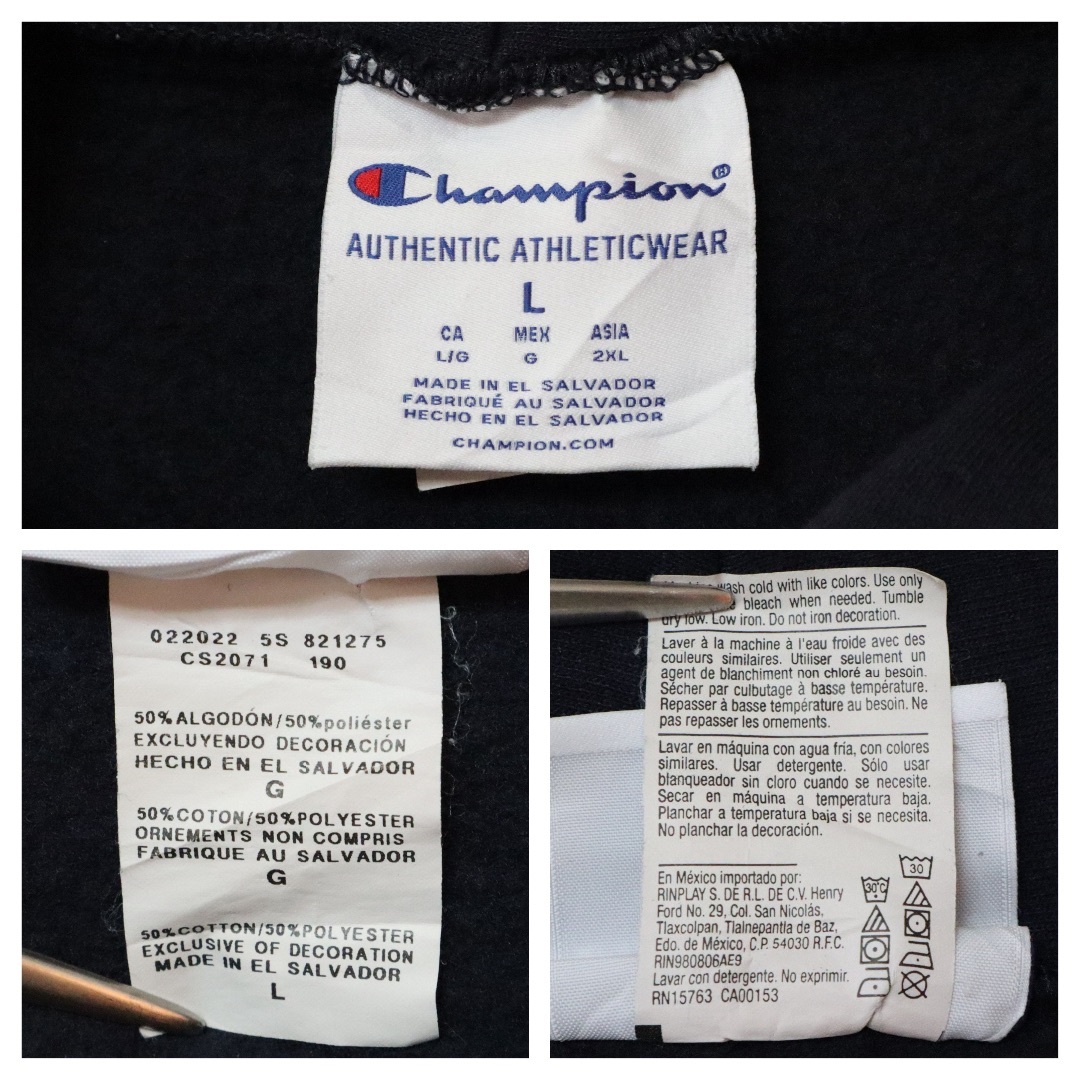 Champion®
AUTHENTIC ATHLETICWEAR
L
CA MEX ASIA
L/G G 2XL
MADE IN EL SALVADOR
FABRIQUÉ AU SALVADOR
HECHO EN EL SALVADOR
CHAMPION.COM
022022 5S 821275
CS2071 190
50%ALGODÓN/50%poliéster
EXCLUYENDO DECORACIÓN
HECHO EN EL SALVADOR
G
50%COTON/50%POLYESTER
ORNEMENTS NON COMPRIS
FABRIQUE AU SALVADOR
G
50%COTTON/50%POLYESTER
EXCLUSIVE OF DECORATION
MADE IN EL SALVADOR
L
wash cold with like colors. Use only
bleach when needed. Tumble
dry low. Low iron. Do not iron decoration.
Laver à la machine à l'eau froide avec des
couleurs similaires. Utiliser seulement un
agent de blanchiment non chloré au besoin.
Sécher par culbutage à basse température.
Repasser à basse température au besoin. Ne
pas repasser les ornements.
Lavar en máquina con agua fría, con colores
similares. Usar detergente. Sólo usar
blanqueador sin cloro cuando se necesite.
Secar en máquina a temperatura baja.
Planchar a temperatura baja si se necesita.
No planchar la decoración.
En México importado por:
RINPLAY S. DE R.L. DE C.V. Henry
Ford No. 29, Col. San Nicolás,
Tlaxcolpan, Tlalnepantla de Baz,
Edo. de México, C.P. 54030 R.F.C.
RIN980806AE9
Lavar con detergente. No exprimir.
RN15763 CA00153
30°C
30